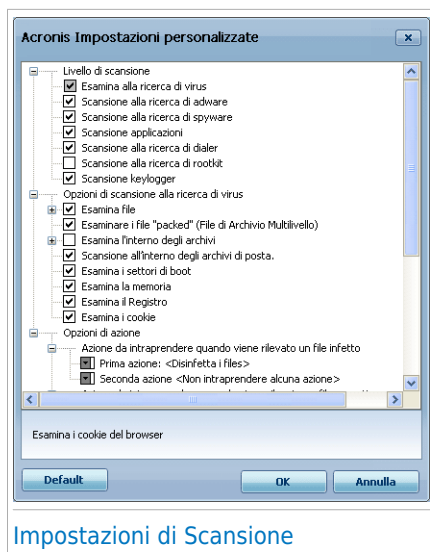 Acronis Impostazioni personalizzate
Livello di scansione
Esamina alla ricerca di virus
Scansione alla ricerca di adware
Scansione alla ricerca di spyware
Scansione applicazioni
Scansione alla ricerca di dialer
Scansione alla ricerca di rootkit
Scansione keylogger
Opzioni di scansione alla ricerca di virus
Esamina file
Esaminare i file "packed" (File di Archivio Multilivello)
Esamina l'interno degli archivi
Scansione all'interno degli archivi di posta.
Esamina i settori di boot
Esamina la memoria
Esamina il Registro
Esamina i cookie
Opzioni di azione
Azione da intraprendere quando viene rilevato un file infetto
Prima azione: <Disinfetta i files>
Seconda azione <Non intraprendere alcuna azione>
Esamina i cookie del browser
Default
OK
Annulla
Impostazioni di Scansione